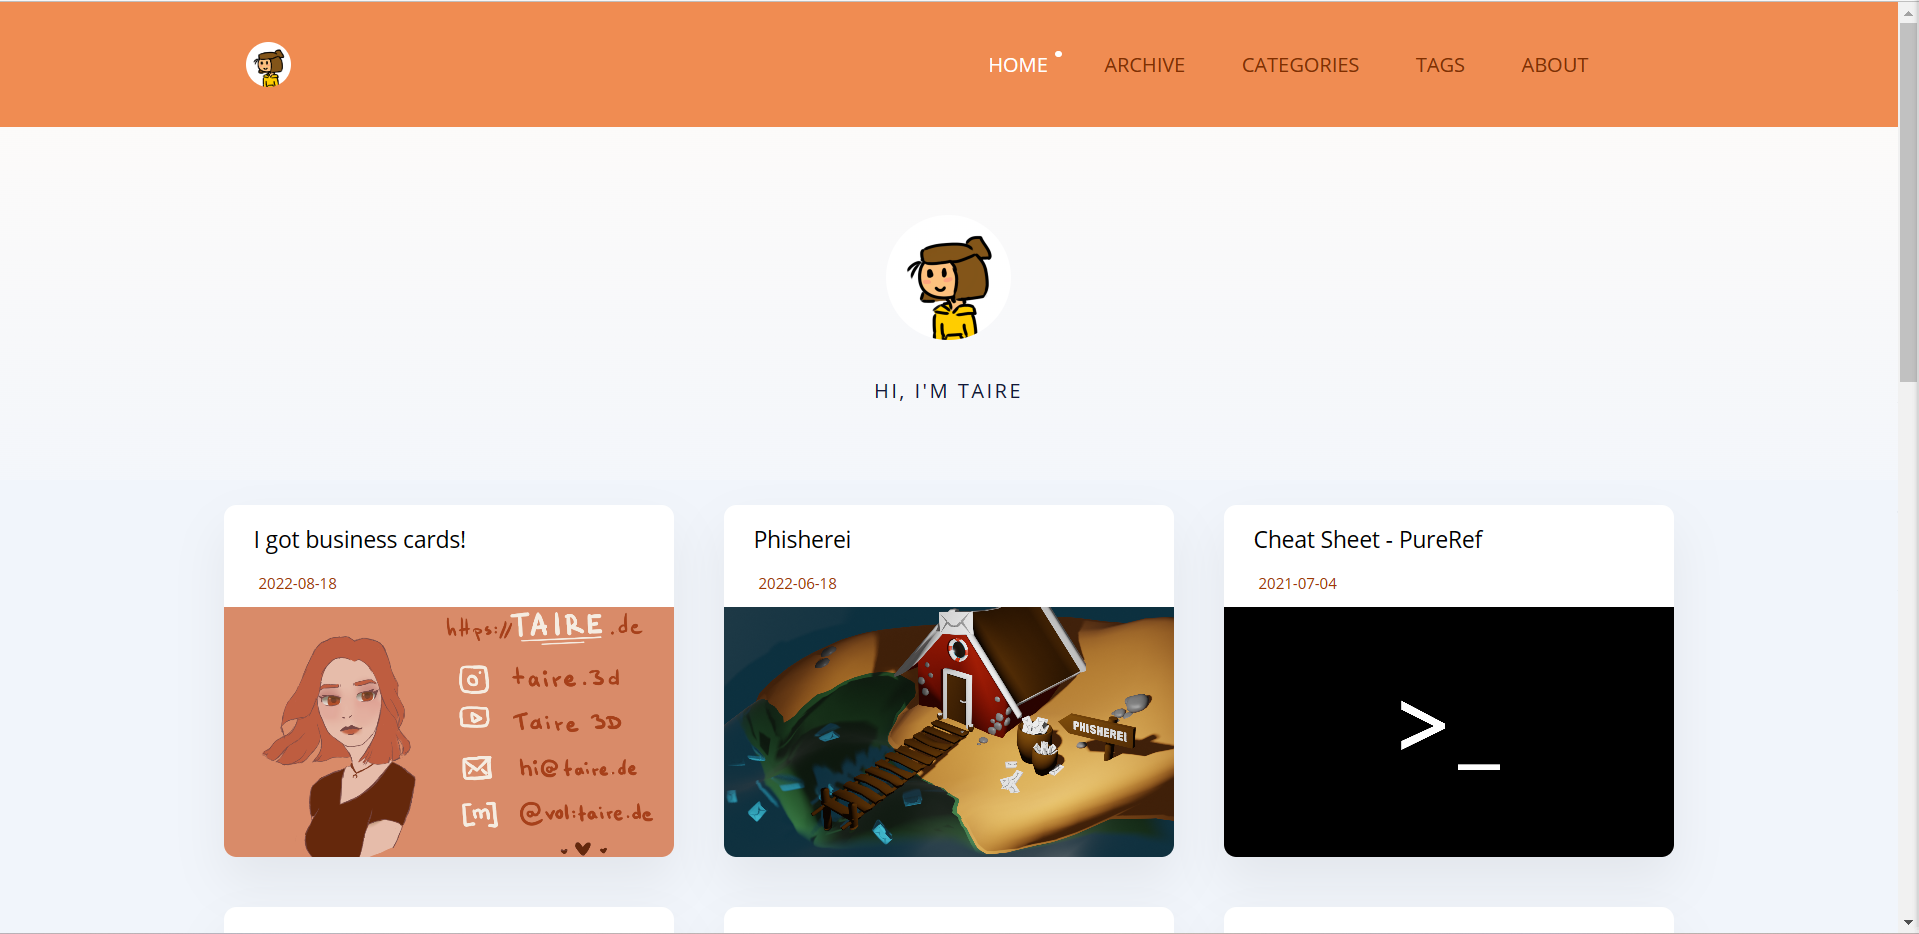 HOME
ARCHIVE
CATEGORIES
TAGS
ABOUT
HI, I'M TAIRE
I got business cards!
2022-08-18
https://TAIRE.de
taire.3d
Taire 3D
hi@taire.de
[m] @vol:taire.de
Phisherei
2022-06-18
PHISHEREI
Cheat Sheet - PureRef
2021-07-04
>_